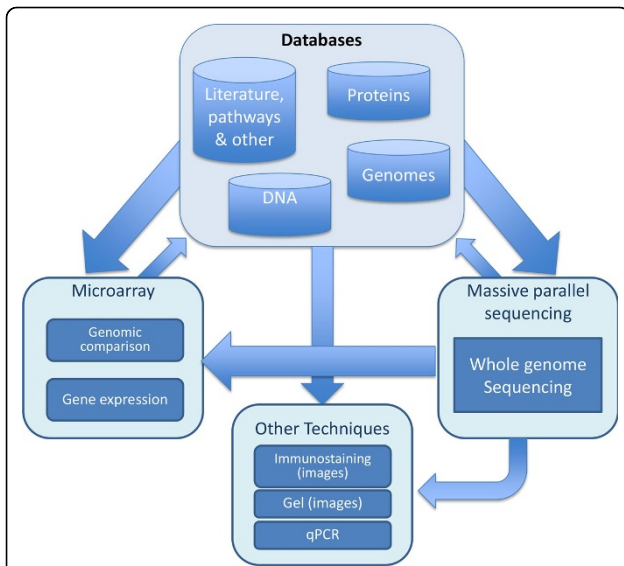 Databases
Literature,
pathways
& other
Proteins
Genomes
DNA
Microarray
Genomic
comparison
Gene expression
Massive parallel
sequencing
Whole genome
Sequencing
Other Techniques
Immunostaining
(images)
Gel (images)
qPCR